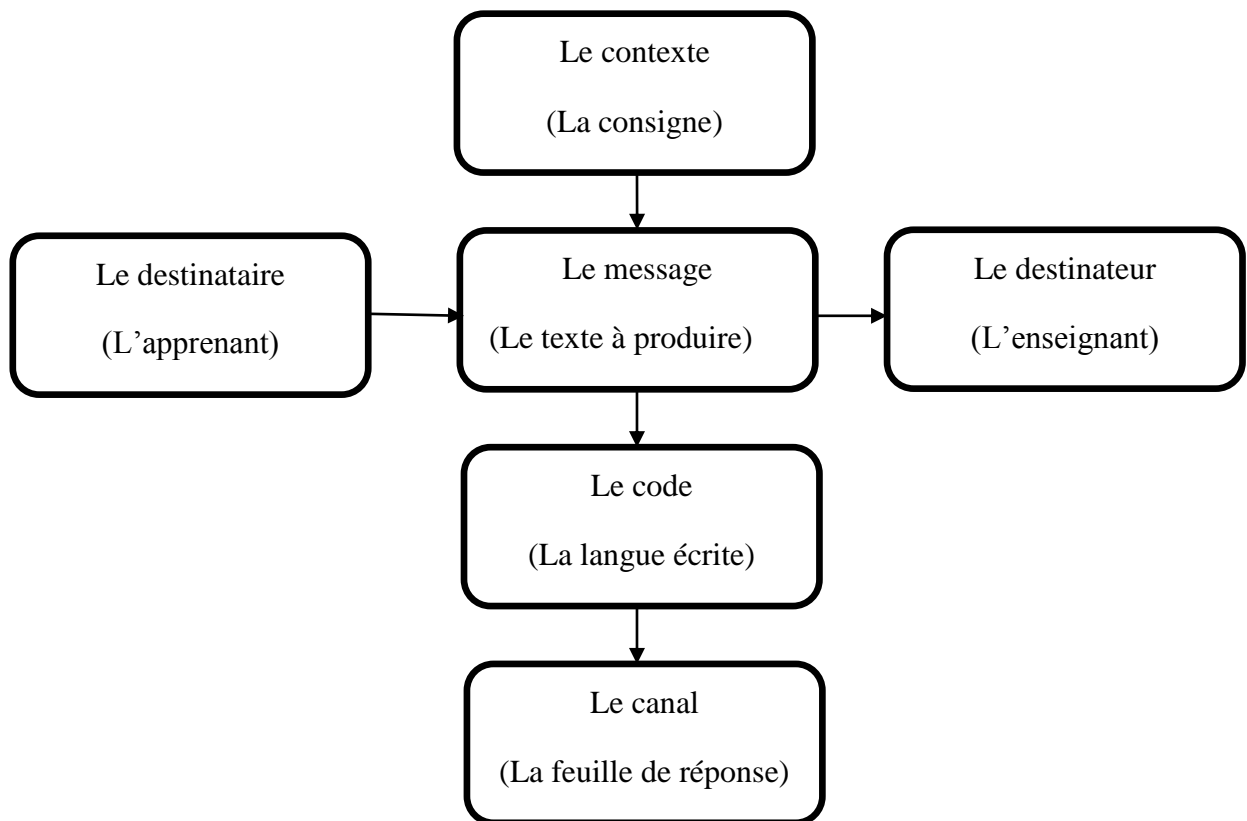 Le contexte
(La consigne)
Le destinataire
(L’apprenant)
Le message
(Le texte à produire)
Le destinateur
(L’enseignant)
Le code
(La langue écrite)
Le canal
(La feuille de réponse)